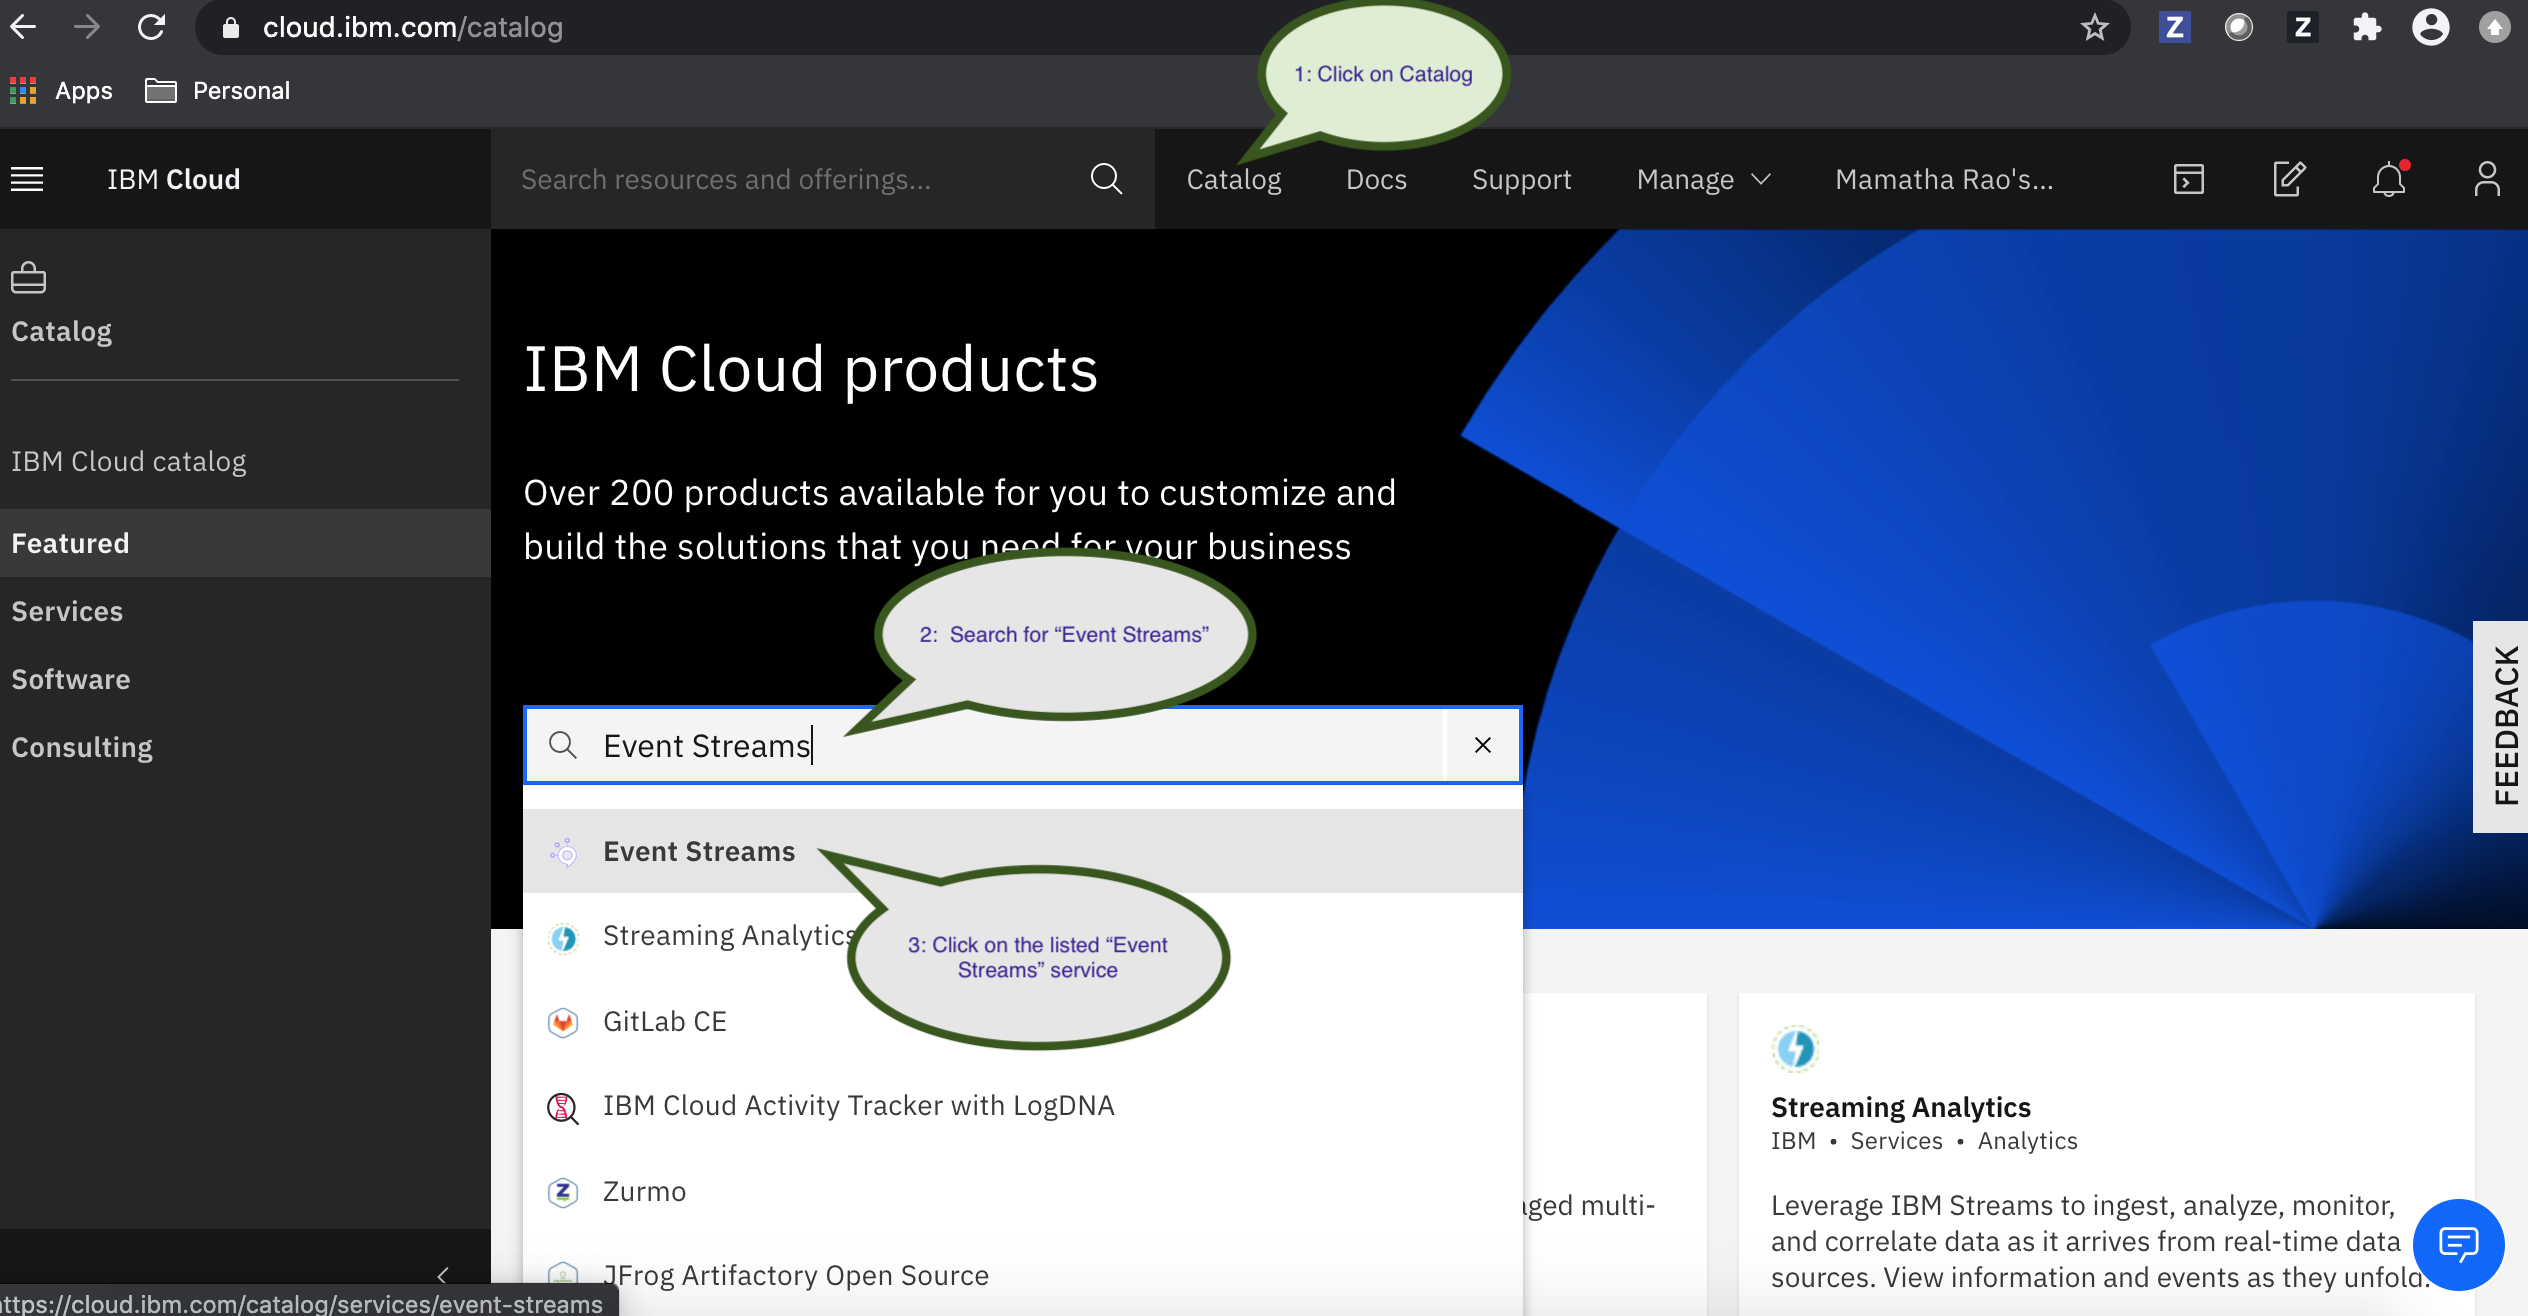 cloud.ibm.com/catalog
Z
Z
Apps
Personal
1: Click on Catalog
IBM Cloud
Search resources and offerings...
Catalog
Docs
Support
Manage
Mamatha Rao's...
Catalog
IBM Cloud catalog
Featured
Services
Software
Consulting
IBM Cloud products
Over 200 products available for you to customize and
build the solutions that you need for your business
2: Search for “Event Streams”
Event Streams
Event Streams
3: Click on the listed “Event
Streams” service
Streaming Analytics
GitLab CE
IBM Cloud Activity Tracker with LogDNA
Z
Zurmo
JFrog Artifactory Open Source
multi-
Streaming Analytics
IBM • Services • Analytics
Leverage IBM Streams to ingest, analyze, monitor,
and correlate data as it arrives from real-time data
sources. View information and events as they unfold.
FEEDBACK
ttps://cloud.ibm.com/catalog/services/event-streams